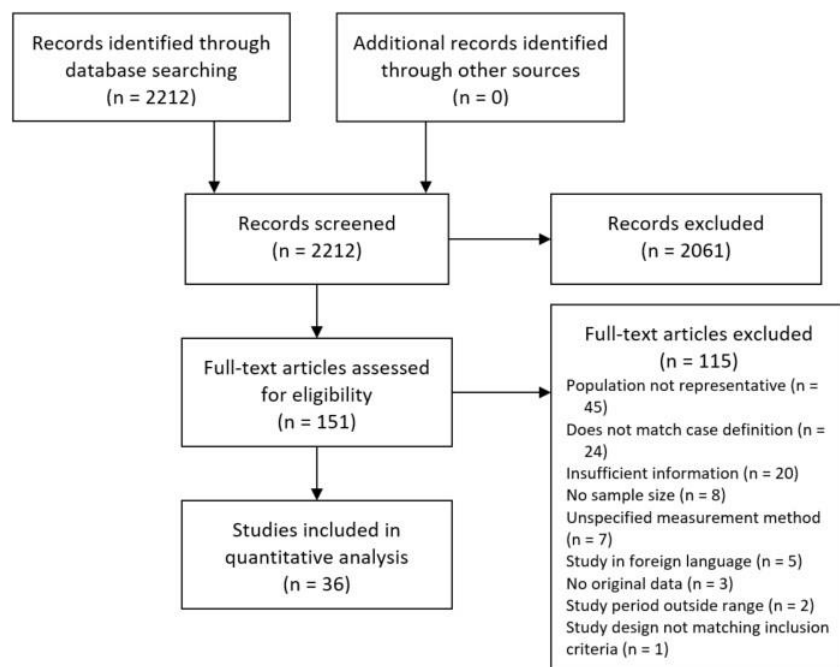 Records identified through
database searching
(n = 2212)
Additional records identified
through other sources
(n = 0)
Records screened
(n = 2212)
Records excluded
(n = 2061)
Full-text articles assessed
for eligibility
(n = 151)
Full-text articles excluded
(n = 115)
Population not representative (n =
45)
Does not match case definition (n =
24)
Insufficient information (n = 20)
No sample size (n = 8)
Unspecified measurement method
(n = 7)
Study in foreign language (n = 5)
No original data (n = 3)
Study period outside range (n = 2)
Study design not matching inclusion
criteria (n = 1)
Studies included in
quantitative analysis
(n = 36)